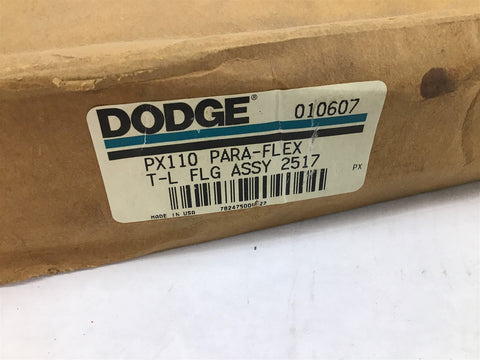 DODGE® 010607
PX110 PARA-FLEX
T-L FLG ASSY 2517
PX
MADE IN USA